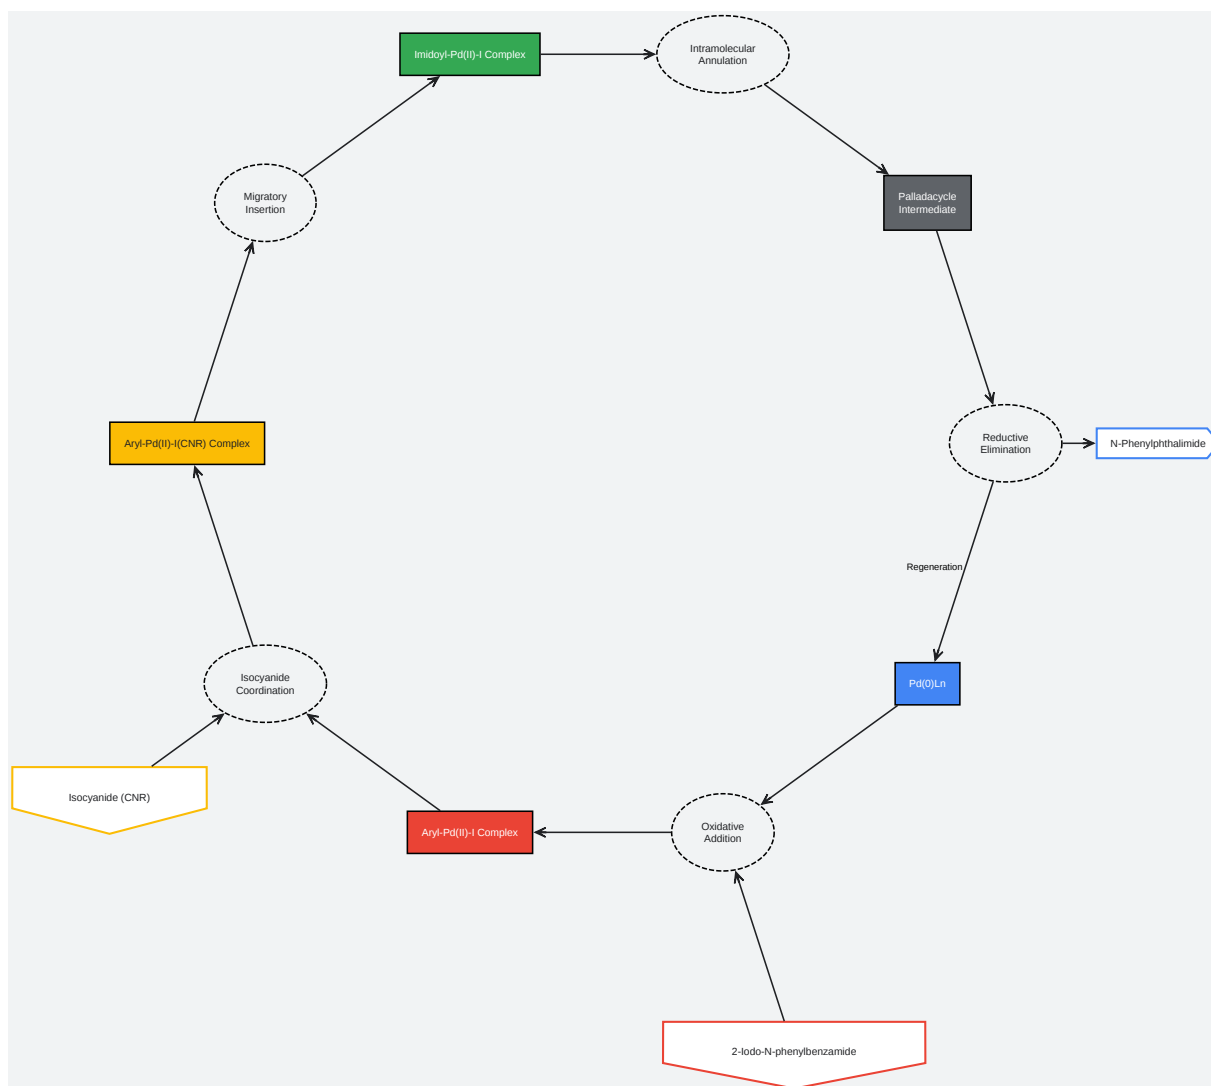 Imidoyl-Pd(II)-I Complex
Intramolecular
Annulation
Migratory
Insertion
Palladacycle
Intermediate
Aryl-Pd(II)-I(CNR) Complex
Reductive
Elimination
N-Phenylphthalimide
Regeneration
Isocyanide
Coordination
Pd(0)Ln
Isocyanide (CNR)
Aryl-Pd(II)-I Complex
Oxidative
Addition
2-Iodo-N-phenylbenzamide